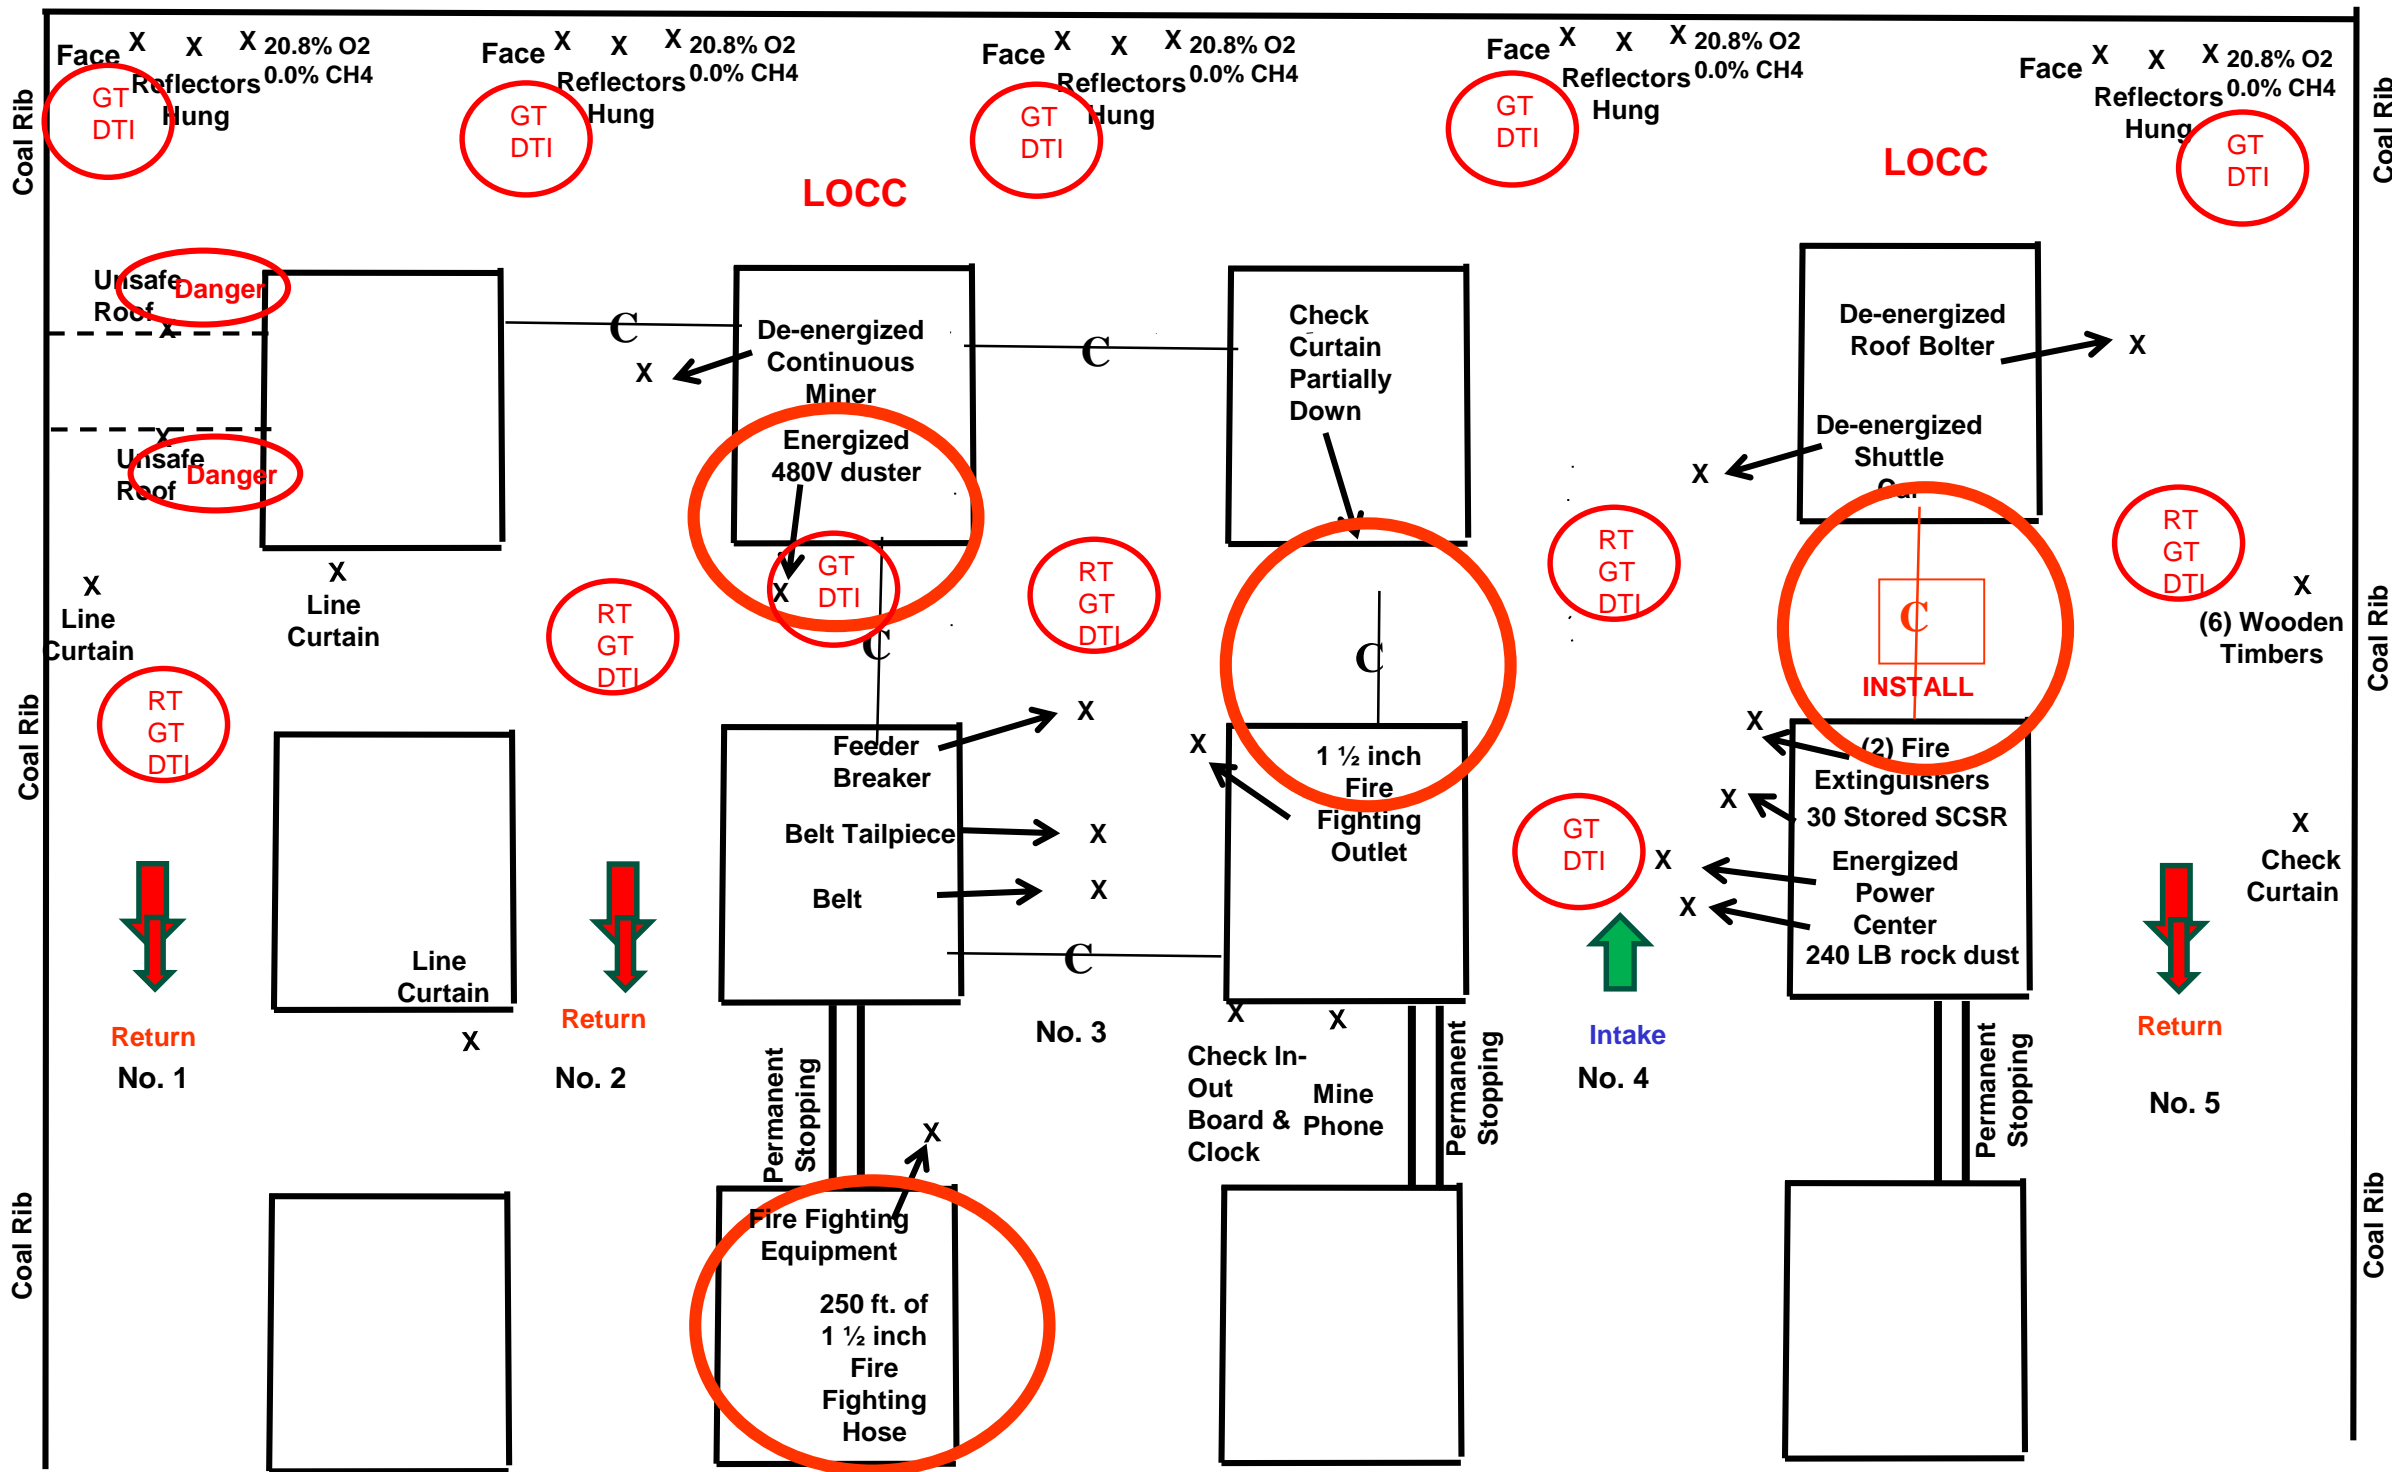 Face X X X 20.8% O2
0.0% CH4
Reflectors
Hung
GT
DTI
Face X X X 20.8% O2
0.0% CH4
Reflectors
Hung
GT
DTI
Face X X X 20.8% O2
0.0% CH4
Reflectors
Hung
GT
DTI
Face X X X 20.8% O2
0.0% CH4
Reflectors
Hung
GT
DTI
Face X X X 20.8% O2
0.0% CH4
Reflectors
Hung
GT
DTI
Coal Rib
Coal Rib
LOCC
LOCC
Unsafe
Roof
Danger
X
X
Unsafe
Roof
Danger
C
X
De-energized
Continuous
Miner
Energized
480V duster
C
Check
Curtain
Partially
Down
De-energized
Roof Bolter
X
De-energized
Shuttle
Car
X
X
Line
Curtain
X
Line
Curtain
RT
GT
DTI
RT
GT
DTI
X
GT
DTI
C
RT
GT
DTI
C
RT
GT
DTI
C
INSTALL
RT
GT
DTI
X
(6) Wooden
Timbers
Coal Rib
Coal Rib
Feeder
Breaker
X
Belt Tailpiece
X
Belt
X
C
X
1 ½ inch
Fire
Fighting
Outlet
GT
DTI
X
(2) Fire
Extinguishers
X
30 Stored SCSR
X
Energized
Power
Center
X
240 LB rock dust
X
Check
Curtain
Return
No. 1
Line
Curtain
X
Return
No. 2
Permanent
Stopping
No. 3
X
Check In-
Out
Board &
Clock
X
Mine
Phone
Permanent
Stopping
Intake
No. 4
Permanent
Stopping
Return
No. 5
Coal Rib
Coal Rib
X
Fire Fighting
Equipment
250 ft. of
1 ½ inch
Fire
Fighting
Hose